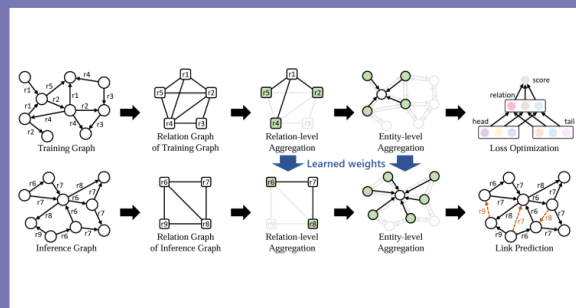 r1
r5
r4
r1
r2
r1
r3
r4
r4
r2
r2
Training Graph
r1
r5
r2
r4
r3
Relation Graph
of Training Graph
r1
r5
r2
r4
Relation-level
Aggregation
Entity-level
Aggregation
score
relation
head
tail
Loss Optimization
Learned weights
r6
r7
r8
r7
r6
r7
r8
r8
r9
r6
r7
Inference Graph
r6
r7
r9
r8
Relation Graph
of Inference Graph
r6
r7
r8
Relation-level
Aggregation
Entity-level
Aggregation
r6
r7
r8
r7
r6
r9
r7
r8
r7
r8
r8
r9
r6
r7
Link Prediction